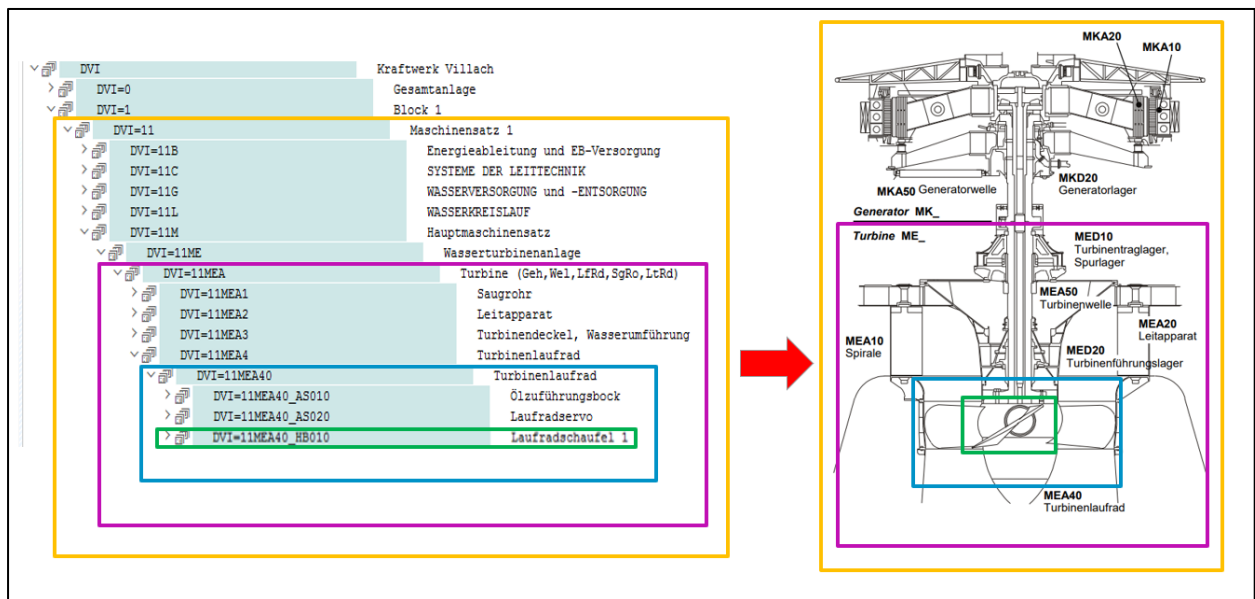 DVI Kraftwerk Villach
DVI=0 Gesamtanlage
DVI=1 Block 1
DVI=11 Maschinensatz 1
DVI=11B Energieableitung und EB-Versorgung
DVI=11C SYSTEME DER LEITTECHNIK
DVI=11G WASSERVERSORGUNG und -ENTSORGUNG
DVI=11L WASSERKREISLAUF
DVI=11M Hauptmaschinensatz
DVI=11ME Wasserturbinenanlage
DVI=11MEA Turbine (Geh,Wel,LfRd,SgRo,LtRd)
DVI=11MEA1 Saugrohr
DVI=11MEA2 Leitapparat
DVI=11MEA3 Turbinendeckel, Wasserumführung
DVI=11MEA4 Turbinenlaufrad
DVI=11MEA40 Turbinenlaufrad
DVI=11MEA40_AS010 Ölzuführungsbock
DVI=11MEA40_AS020 Laufradservo
DVI=11MEA40_HB010 Laufradschaufel 1
MKA20
MKA10
MKA50 Generatorwelle
MKD20
Generatorlager
Generator MK_
Turbine ME_
MED10
Turbinentraglager,
Spurlager
MEA50
Turbinenwelle
MEA20
Leitapparat
MEA10
Spirale
MED20
Turbinenführungslager
MEA40
Turbinenlaufrad